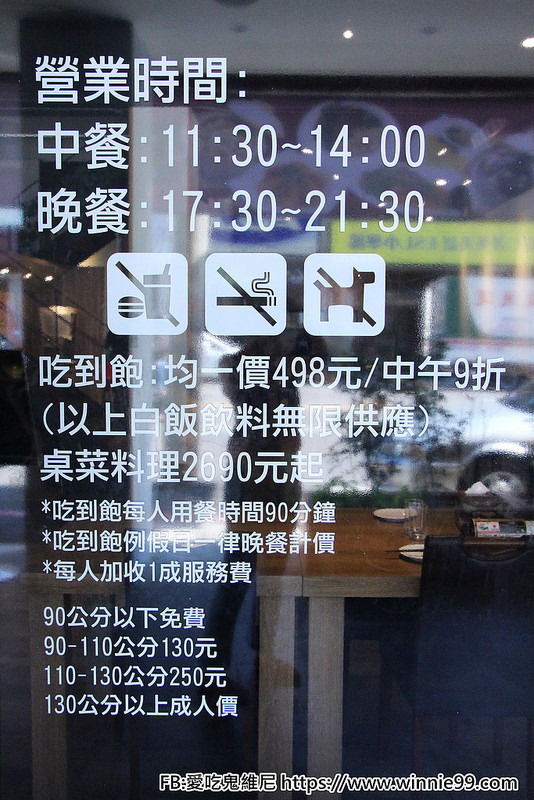 營業時間:
中餐:11:30~14:00
晚餐:17:30~21:30
吃到飽:均一價498元/中午9折
(以上白飯飲料無限供應)
桌菜料理2690元起
*吃到飽每人用餐時間90分鐘
*吃到飽例假日一律晚餐計價
*每人加收1成服務費
90公分以下免費
90-110公分130元
110-130公分250元
130公分以上成人價
FB:愛吃鬼維尼 https://www.winnie99.com